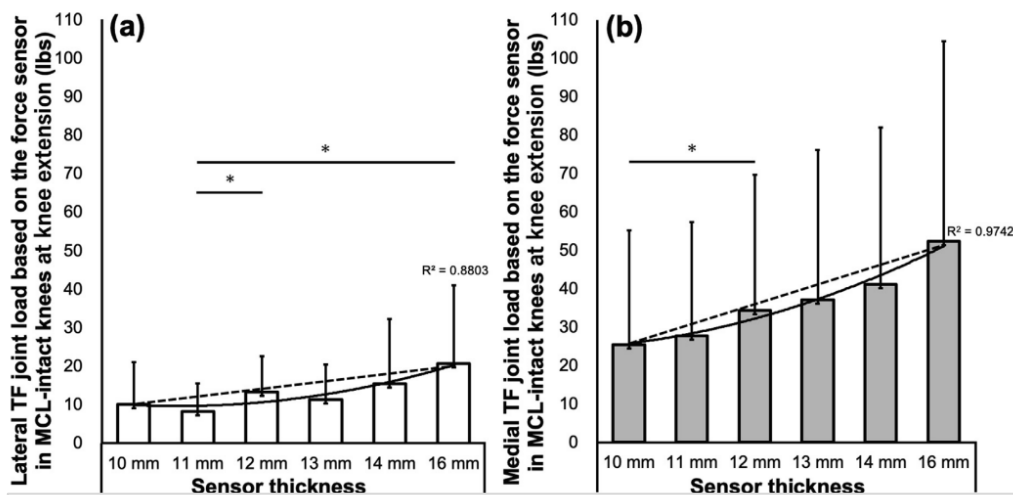 (a)
Lateral TF joint load based on the force sensor
in MCL-intact knees at knee extension (lbs)
110
100
90
80
70
60
50
40
30
20
10
0
*
*
R² = 0.8803
10 mm 11 mm 12 mm 13 mm 14 mm 16 mm
Sensor thickness
(b)
Medial TF joint load based on the force sensor
in MCL-intact knees at knee extension (lbs)
110
100
90
80
70
60
50
40
30
20
10
0
*
R² = 0.9742
10 mm 11 mm 12 mm 13 mm 14 mm 16 mm
Sensor thickness